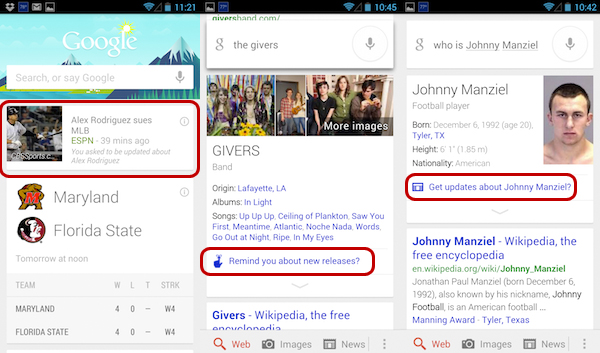 11:21
Google
Search, or say Google
CBSSports.c...
Alex Rodriguez sues
MLB
ESPN - 39 mins ago
You asked to be updated about
Alex Rodriguez
Maryland
Florida State
Tomorrow at noon
TEAM W L T STRK
MARYLAND 4 0 — W4
FLORIDA STATE 4 0 — W4
10:45
giversband.com/
the givers
More images
GIVERS
Band
Origin: Lafayette, LA
Albums: In Light
Songs: Up Up Up, Ceiling of Plankton, Saw You
First, Meantime, Atlantic, Noche Nada, Words,
Go Out at Night, Ripe, In My Eyes
Remind you about new releases?
Givers - Wikipedia, the free
encyclopedia
Web Images News
10:42
who is Johnny Manziel
Johnny Manziel
Football player
Born: December 6, 1992 (age 20),
Tyler, TX
Height: 6' 1" (1.85 m)
Nationality: American
Get updates about Johnny Manziel?
Johnny Manziel - Wikipedia, the
free encyclopedia
en.wikipedia.org/wiki/Johnny_Manziel
Jonathan Paul Manziel (born December 6,
1992), also known by his nickname, Johnny
Football, is an American football ...
Manning Award - Tyler, Texas
Web Images News